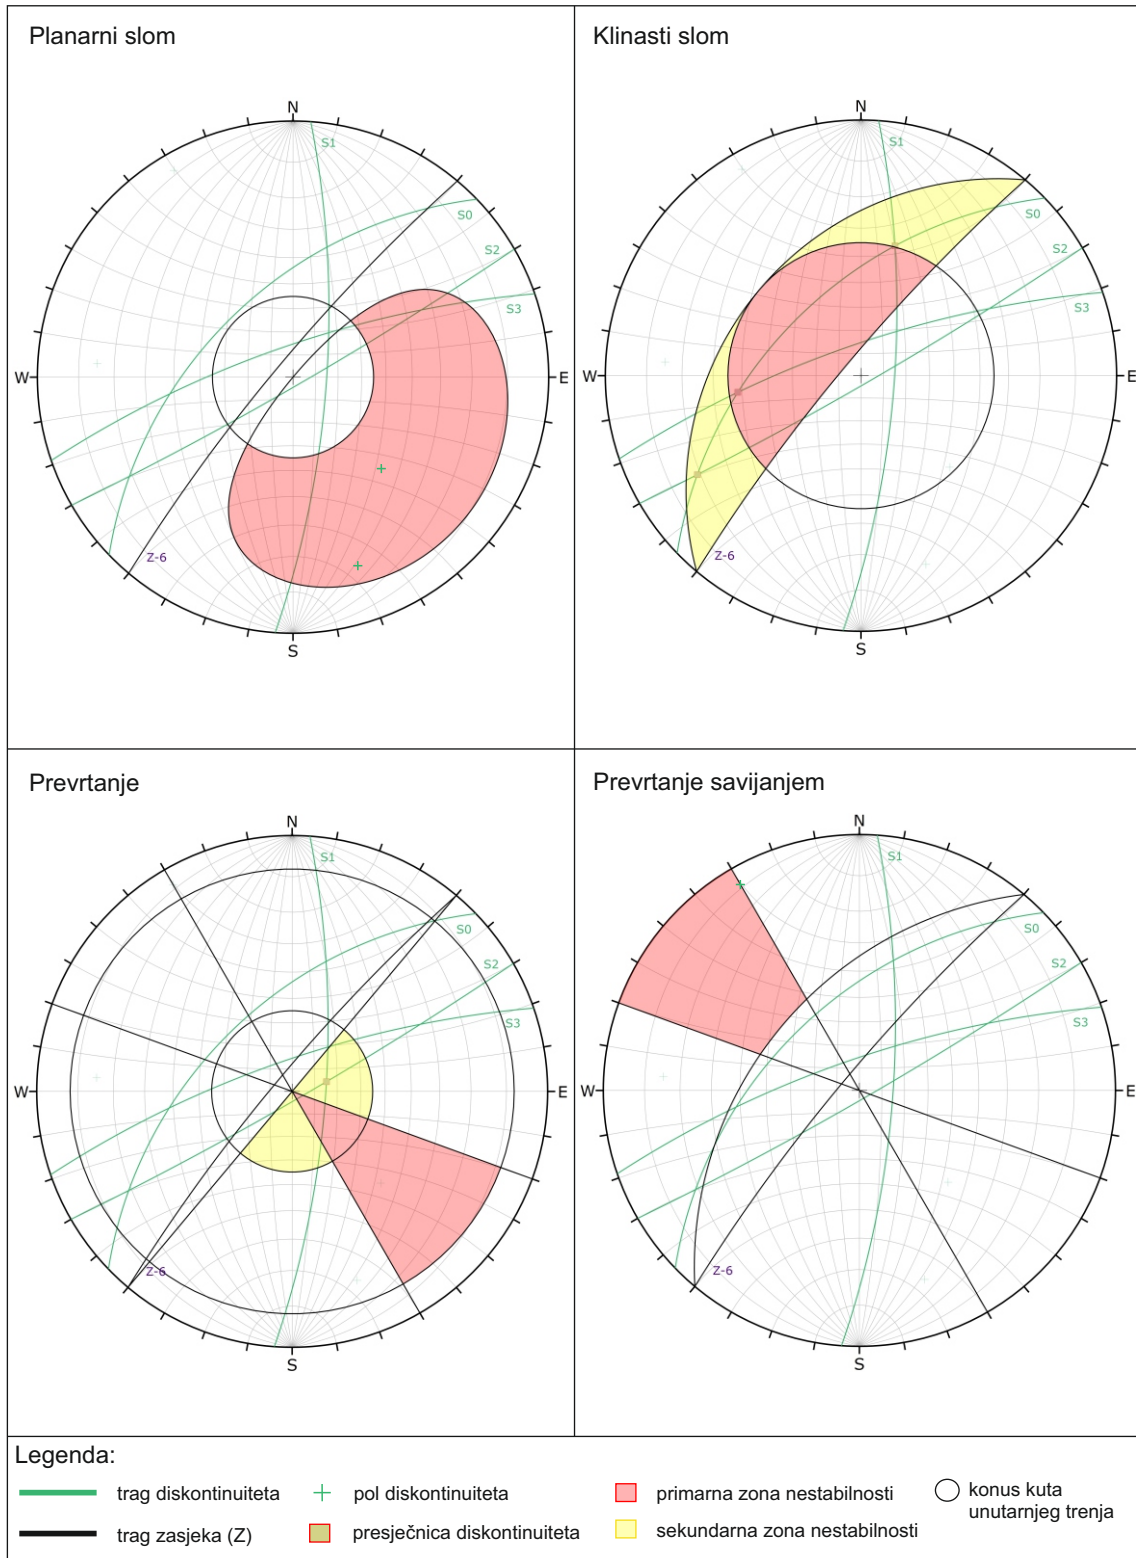 Planarni slom
N
S1
S0
S2
S3
W
E
Z-6
S
Klinasti slom
N
S1
S0
S2
S3
W
E
Z-6
S
Prevrtanje
N
S1
S0
S2
S3
W
E
Z-6
S
Prevrtanje savijanjem
N
S1
S0
S2
S3
W
E
Z-6
S
Legenda:
trag diskontinuiteta
pol diskontinuiteta
primarna zona nestabilnosti
konus kuta
unutarnjeg trenja
trag zasjeka (Z)
presječnica diskontinuiteta
sekundarna zona nestabilnosti